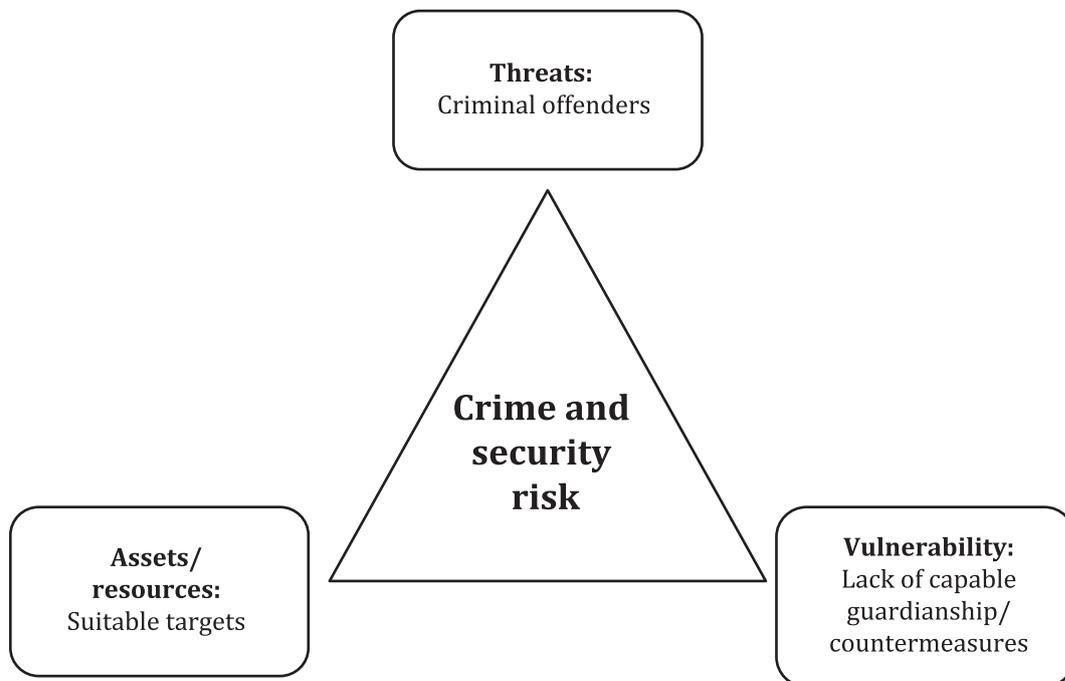 Threats:
Criminal offenders
Crime and
security
risk
Assets/
resources:
Suitable targets
Vulnerability:
Lack of capable
guardianship/
countermeasures